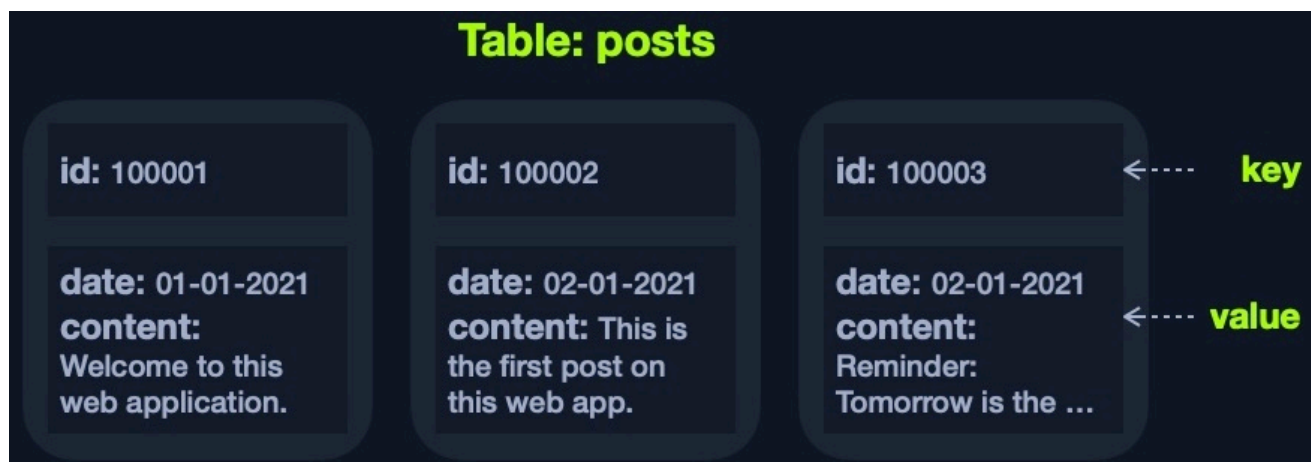 Table: posts
id: 100001
id: 100002
id: 100003
key
date: 01-01-2021
content:
Welcome to this
web application.
date: 02-01-2021
content: This is
the first post on
this web app.
date: 02-01-2021
content:
Reminder:
Tomorrow is the ...
value